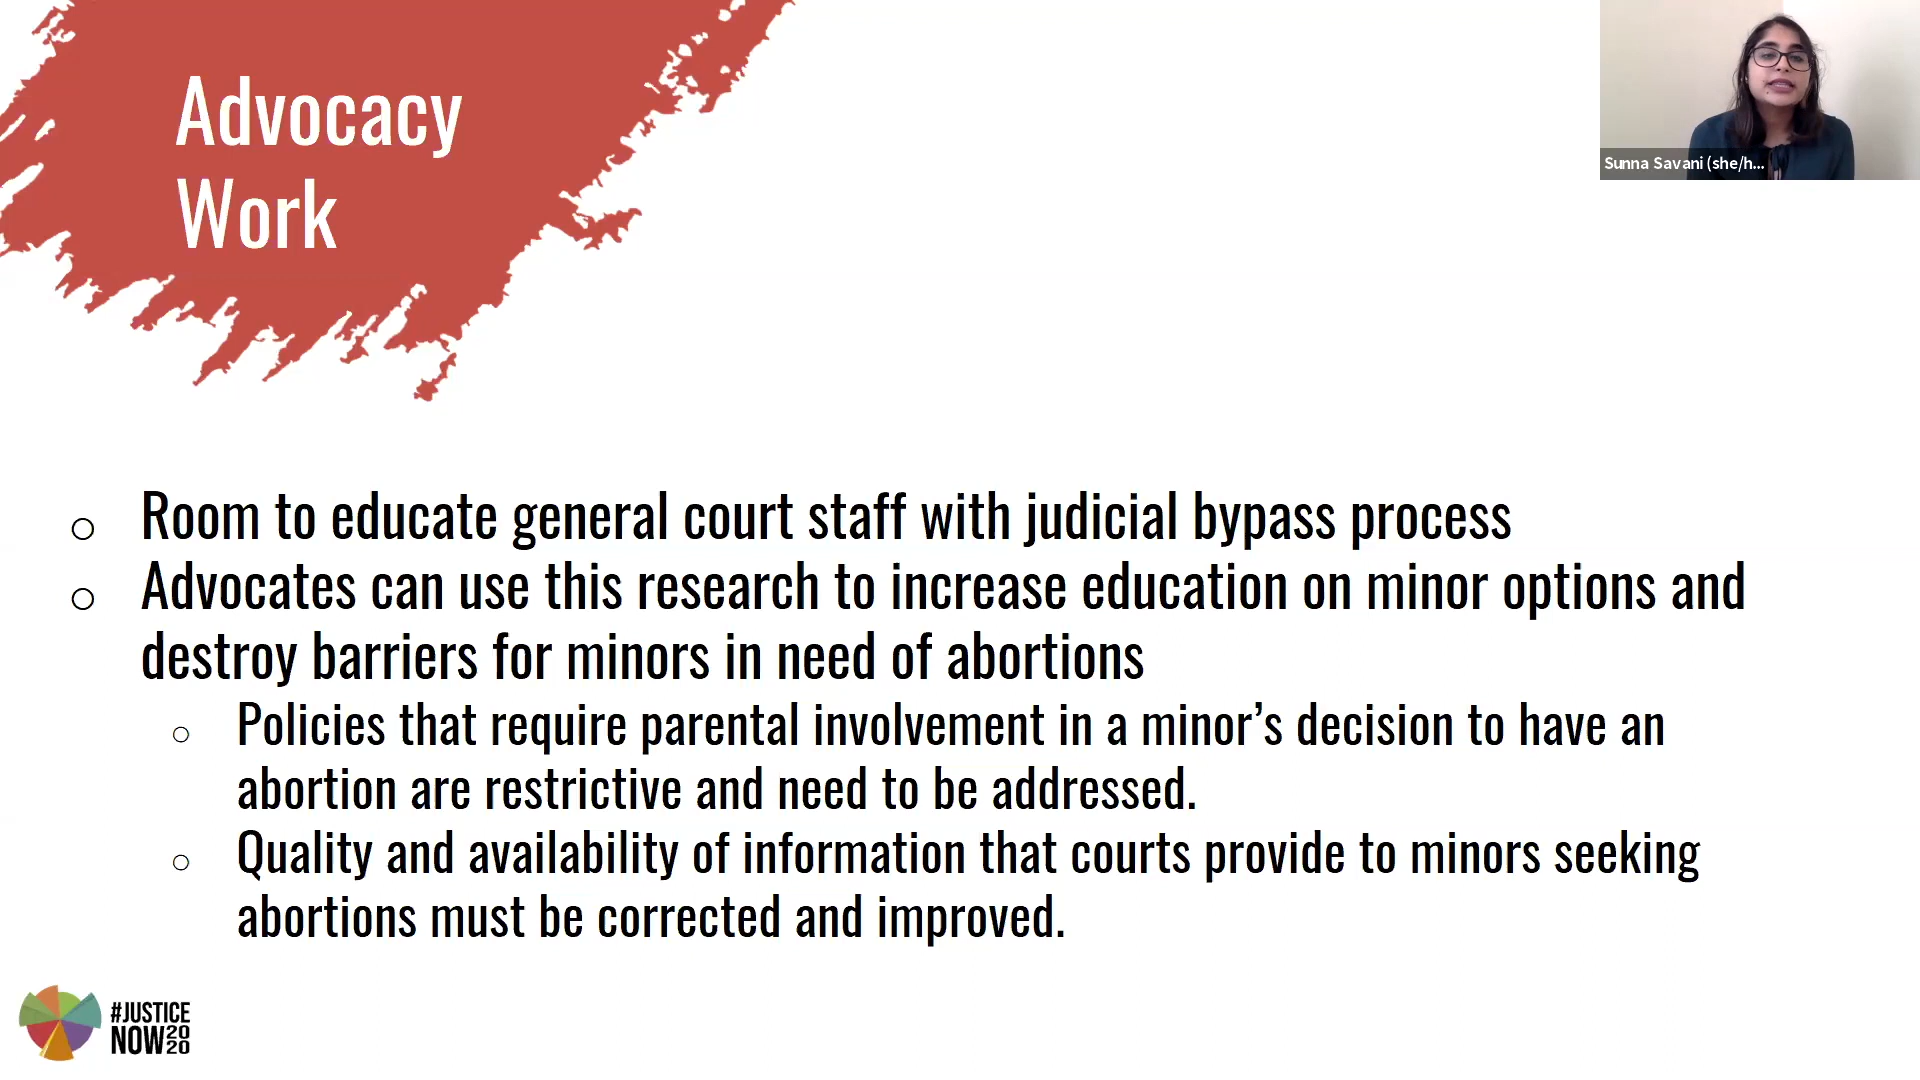 Advocacy
Work
Sunna Savani (she/h...
Room to educate general court staff with judicial bypass process
Advocates can use this research to increase education on minor options and
destroy barriers for minors in need of abortions
Policies that require parental involvement in a minor’s decision to have an
abortion are restrictive and need to be addressed.
Quality and availability of information that courts provide to minors seeking
abortions must be corrected and improved.
#JUSTICE
NOW 20
20